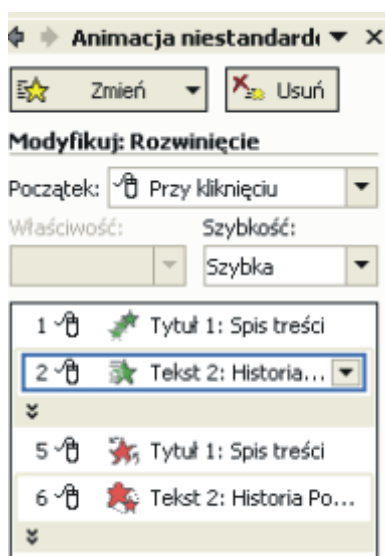 Animacja niestandardo
Zmień Usuń
Modyfikuj: Rozwinięcie
Początek: Przy kliknięciu
Właściwość: Szybkość:
Szybka
1 Tytuł 1: Spis treści
2 Tekst 2: Historia...
5 Tytuł 1: Spis treści
6 Tekst 2: Historia Po...